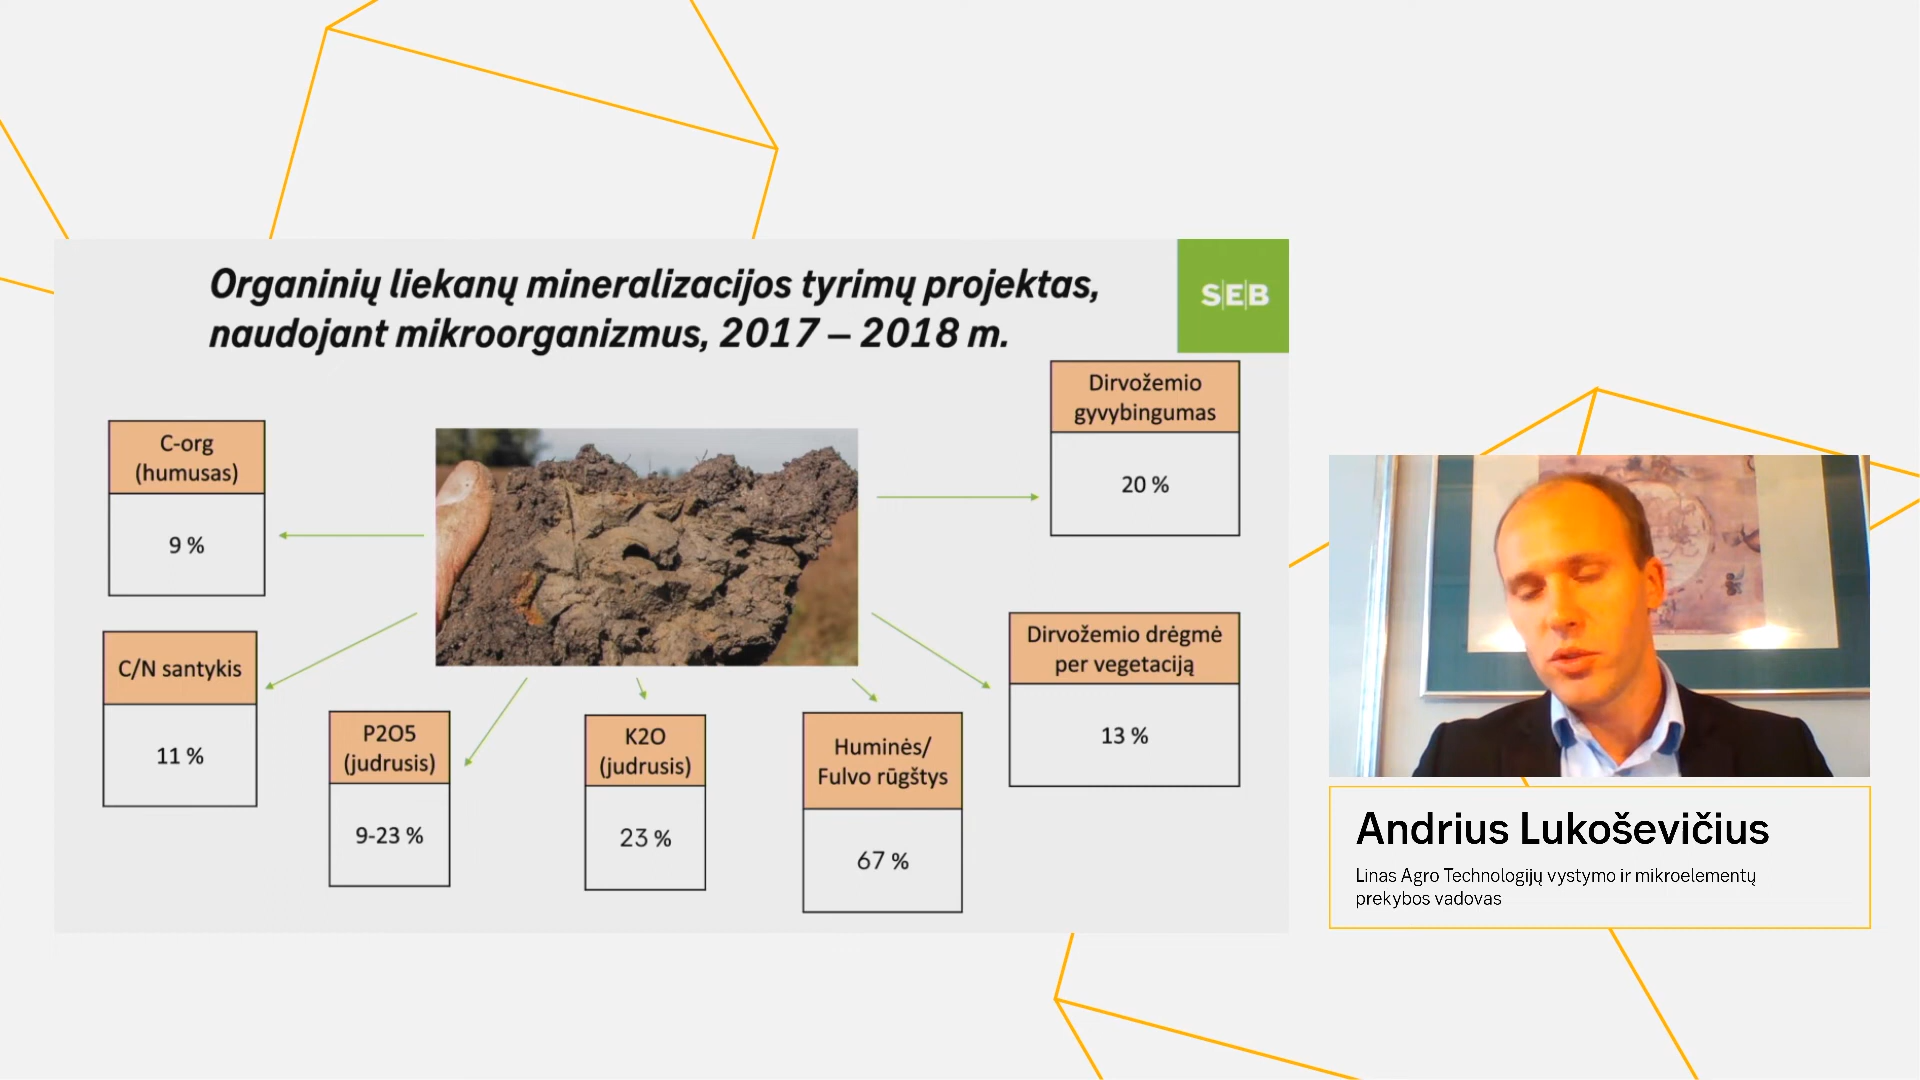 Organinių liekanų mineralizacijos tyrimų projektas,
naudojant mikroorganizmus, 2017 – 2018 m.
S|E|B
Dirvožemio
gyvybingumas
20 %
C-org
(humusas)
9 %
Dirvožemio drėgmė
per vegetaciją
13 %
C/N santykis
11 %
P2O5
(judrusis)
9-23 %
K2O
(judrusis)
23 %
Huminės/
Fulvo rūgštys
67 %
Andrius Lukoševičius
Linas Agro Technologijų vystymo ir mikroelementų
prekybos vadovas